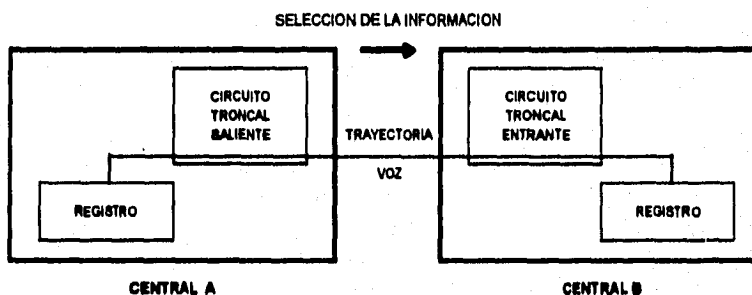 SELECCION DE LA INFORMACION
CIRCUITO
TRONCAL
SALIENTE
TRAYECTORIA
VOZ
CIRCUITO
TRONCAL
ENTRANTE
REGISTRO
REGISTRO
CENTRAL A
CENTRAL B